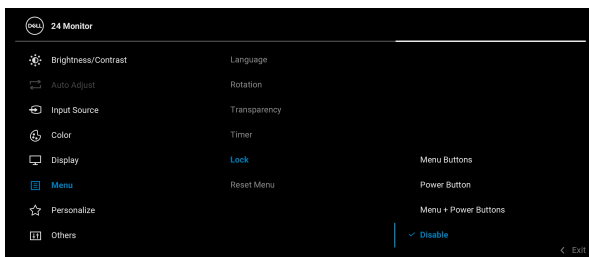 DELL 24 Monitor
Brightness/Contrast Language
Auto Adjust Rotation
Input Source Transparency
Color Timer
Display Lock Menu Buttons
Menu Reset Menu Power Button
Personalize Menu + Power Buttons
Others Disable
Exit